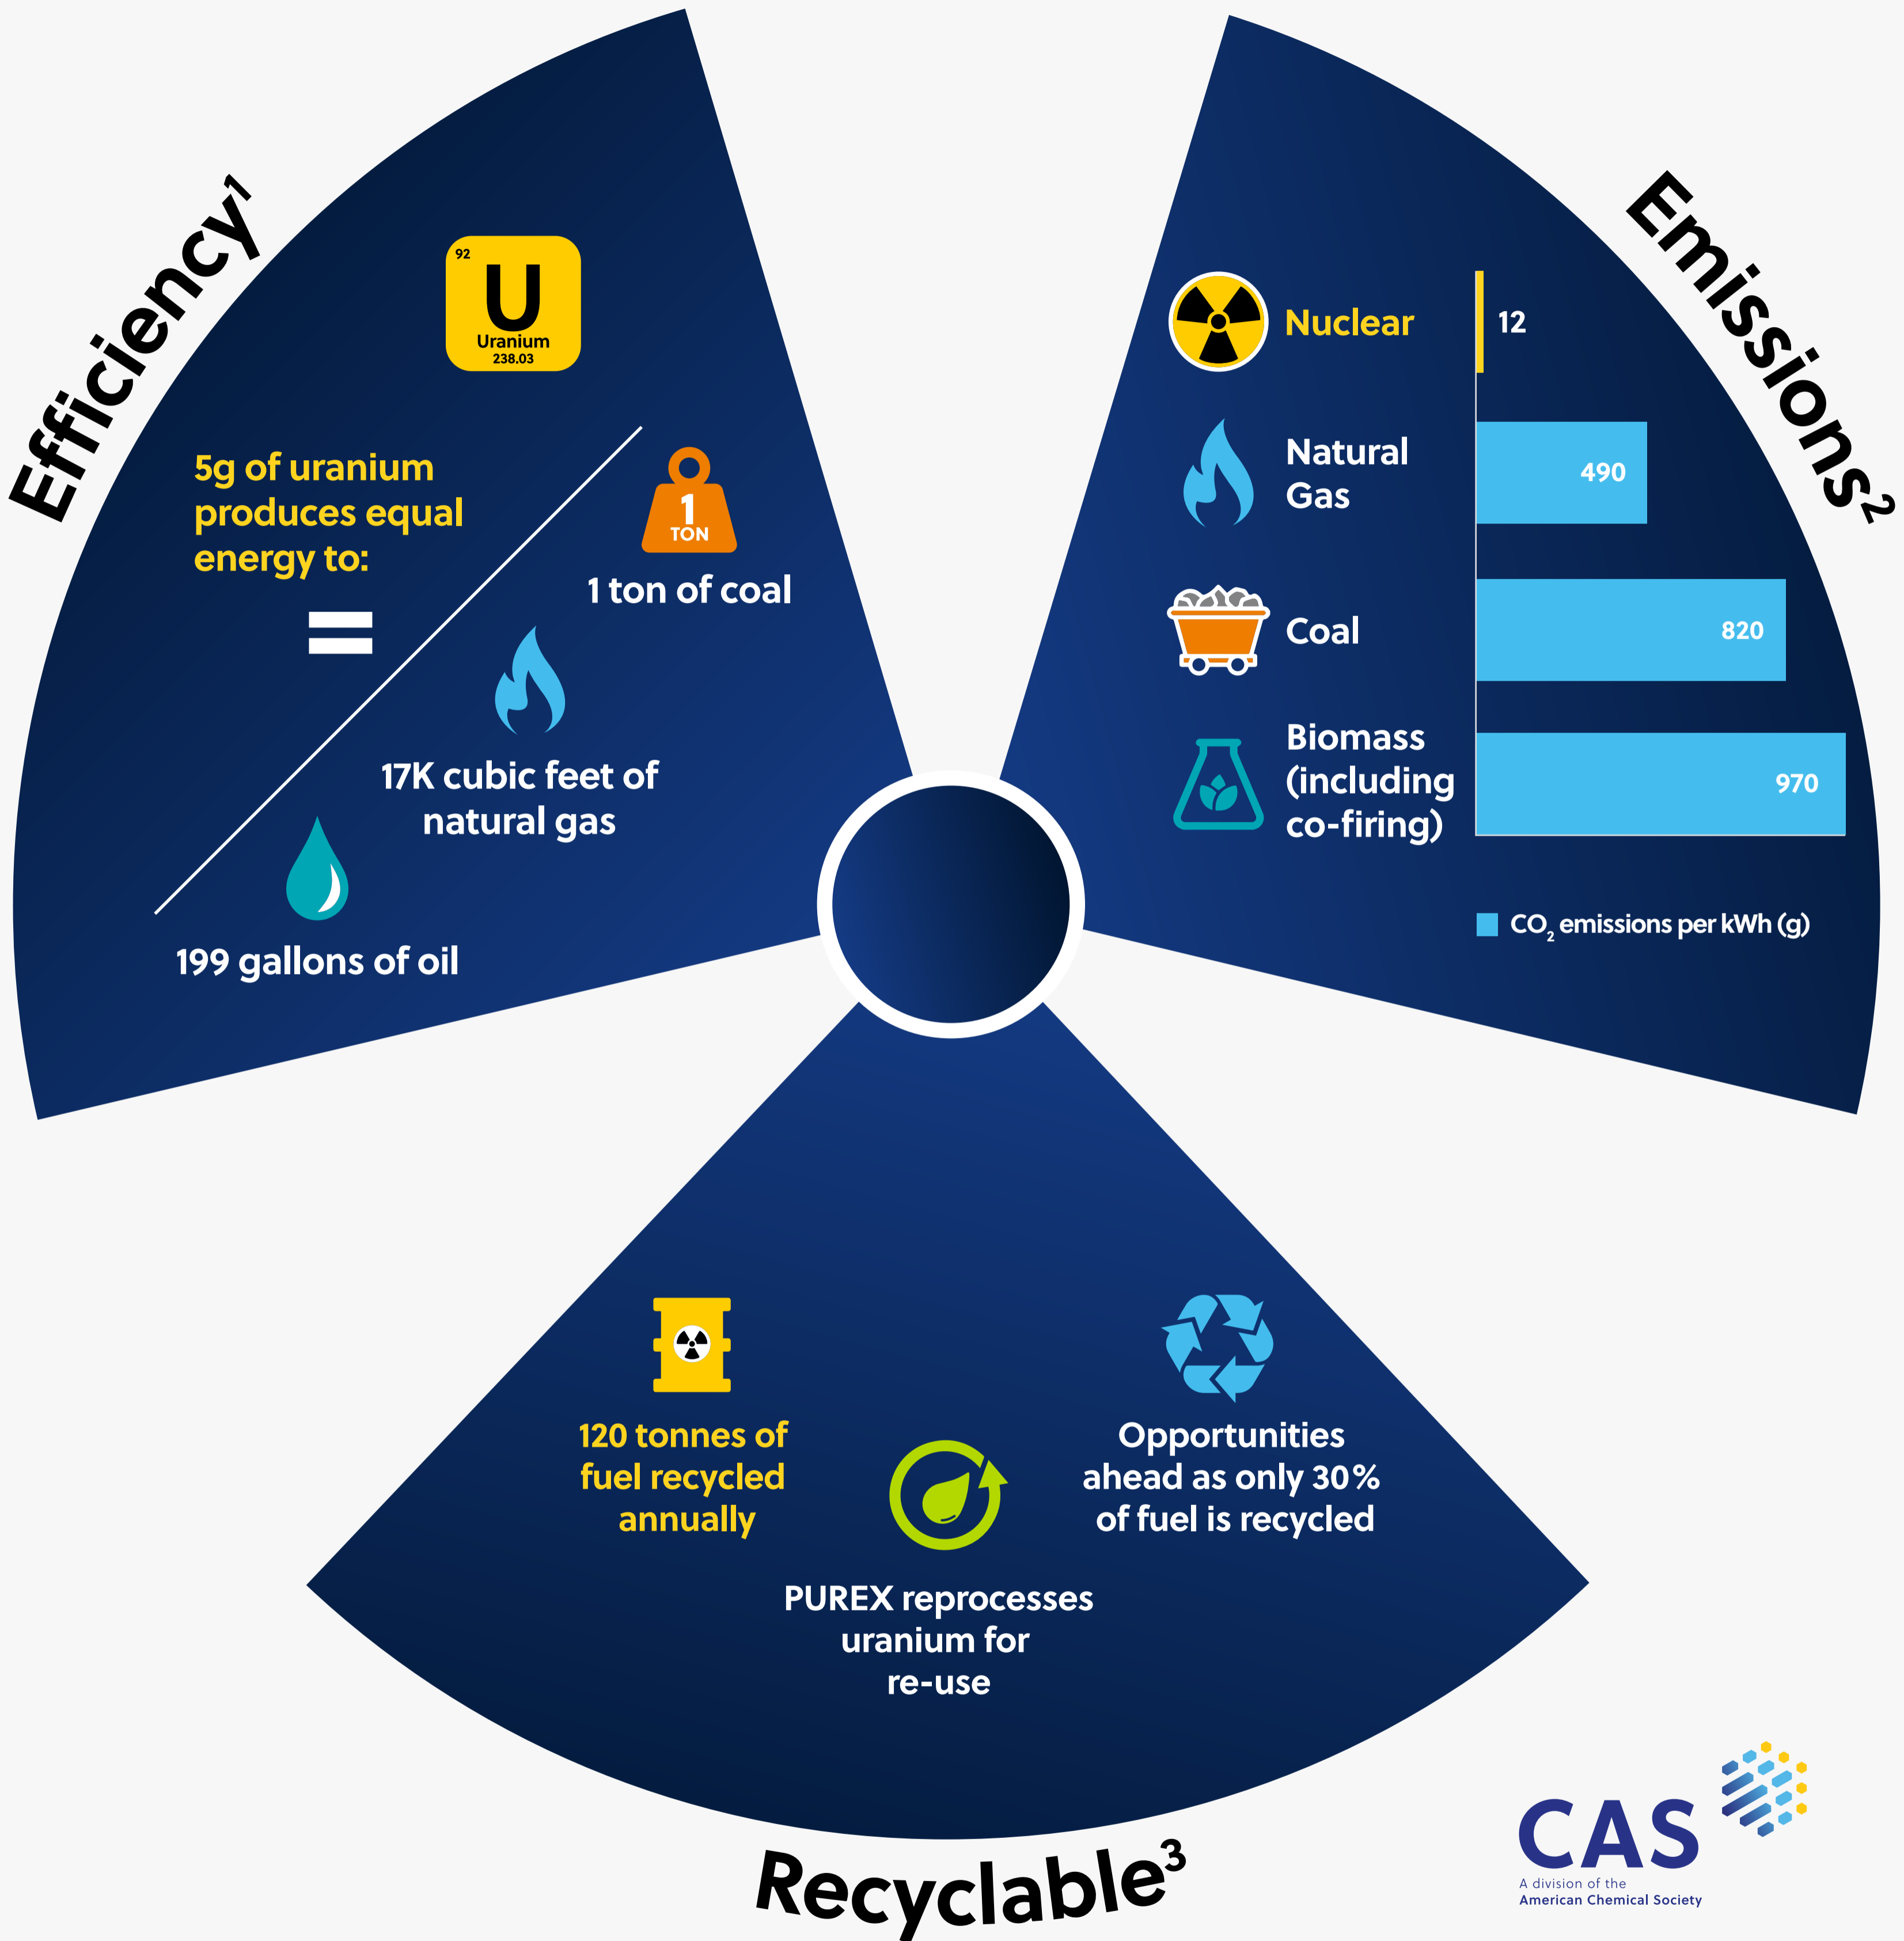 Efficiency¹
92
U
Uranium
238.03
5g of uranium
produces equal
energy to:
=
1
TON
1 ton of coal
17K cubic feet of
natural gas
199 gallons of oil
Emissions²
Nuclear
12
Natural
Gas
490
Coal
820
Biomass
(including
co-firing)
970
CO₂ emissions per kWh (g)
120 tonnes of
fuel recycled
annually
PUREX reprocesses
uranium for
re-use
Opportunities
ahead as only 30%
of fuel is recycled
Recyclable³
CAS
A division of the
American Chemical Society